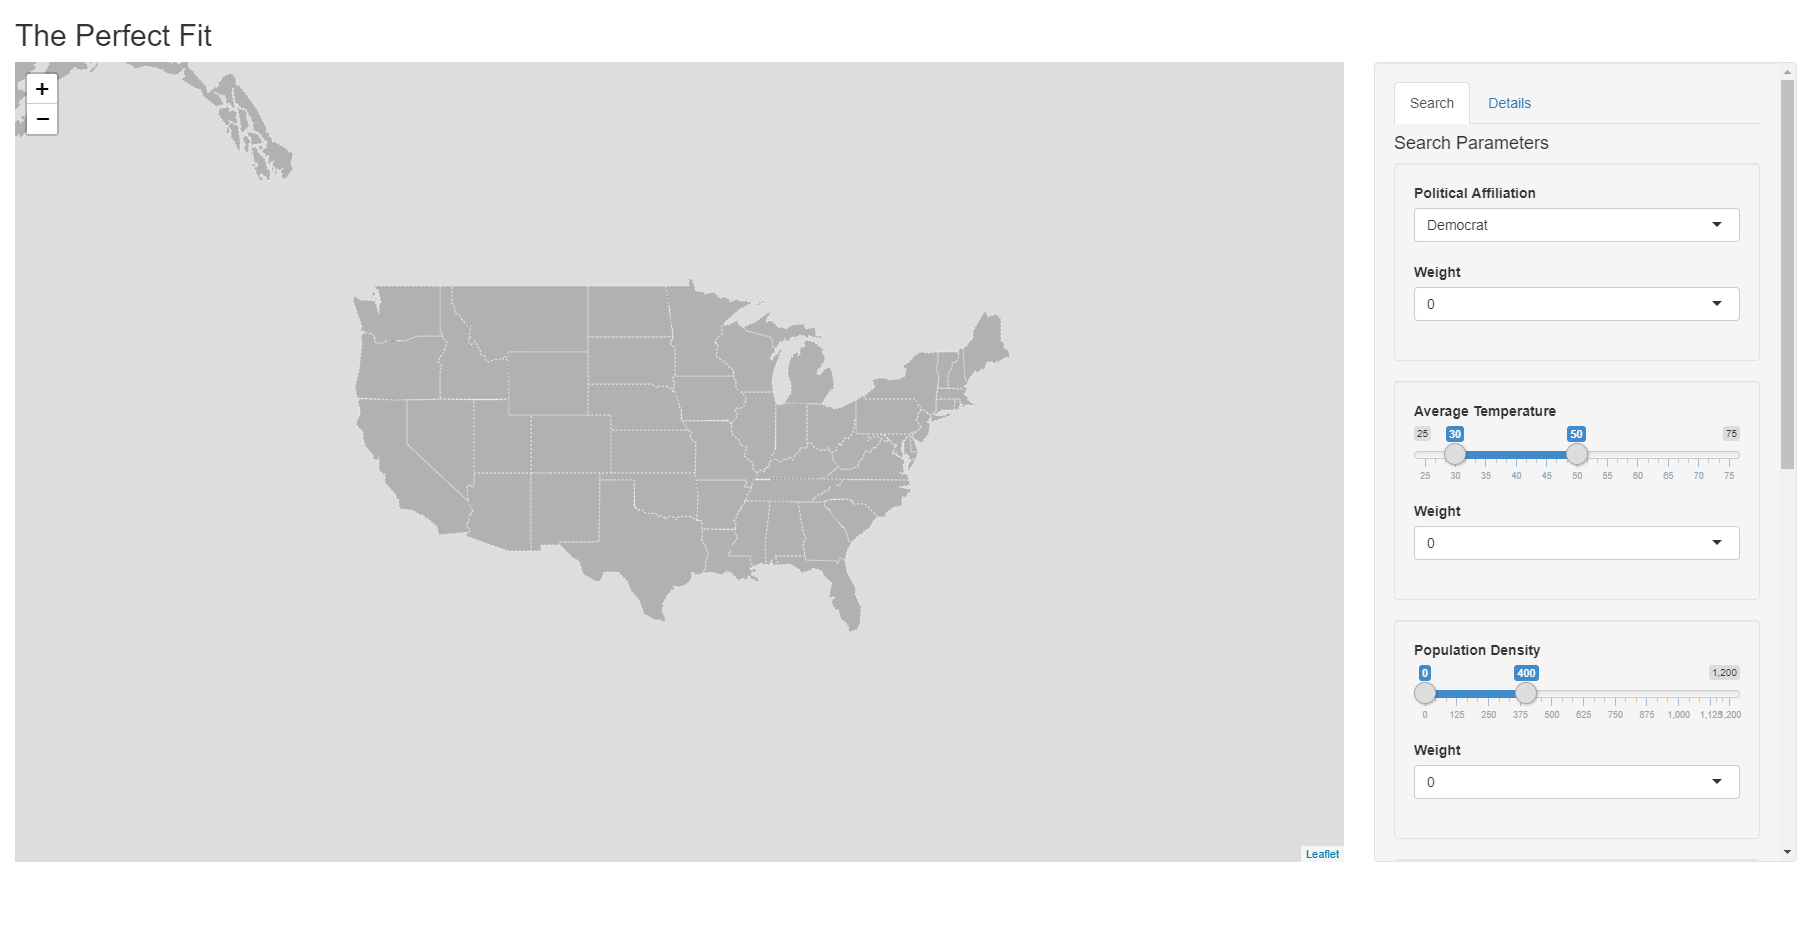 The Perfect Fit
+
−
Leaflet
Search Details
Search Parameters
Political Affiliation
Democrat
Weight
0
Average Temperature
25 30 50 75
25 30 35 40 45 50 55 60 65 70 75
Weight
0
Population Density
0 400 1,200
0 125 250 375 500 625 750 875 1,000 1,125 1,200
Weight
0